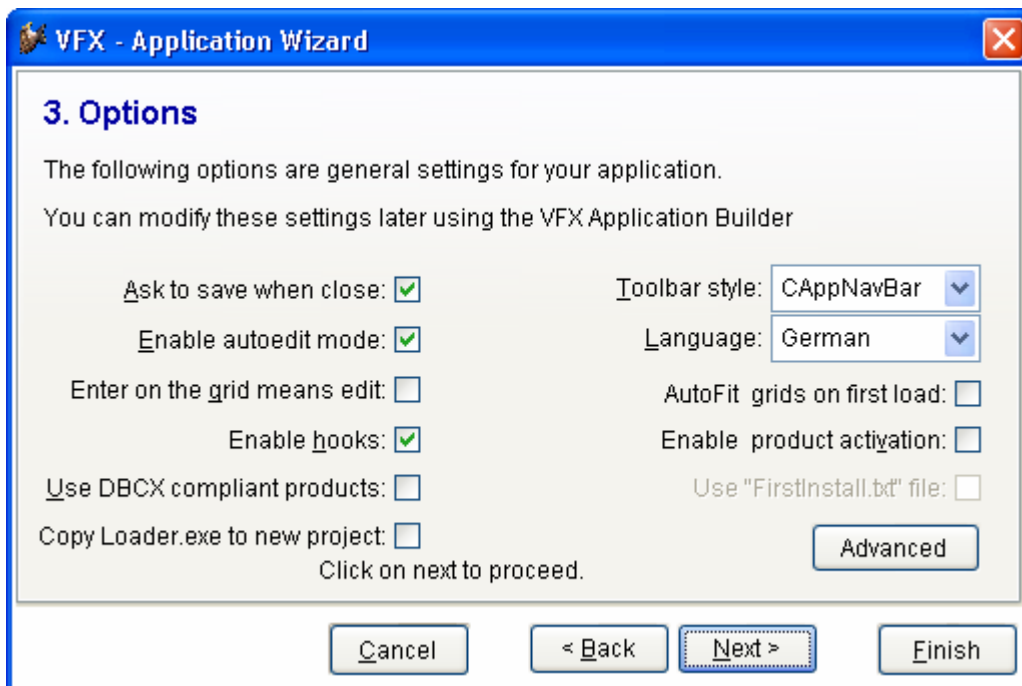 VFX - Application Wizard
3. Options
The following options are general settings for your application.
You can modify these settings later using the VFX Application Builder
Ask to save when close:
Enable autoedit mode:
Enter on the grid means edit:
Enable hooks:
Use DBCX compliant products:
Copy Loader.exe to new project:
Toolbar style: CAppNavBar
Language: German
AutoFit grids on first load:
Enable product activation:
Use "FirstInstall.txt" file:
Advanced
Click on next to proceed.
Cancel
< Back
Next >
Finish